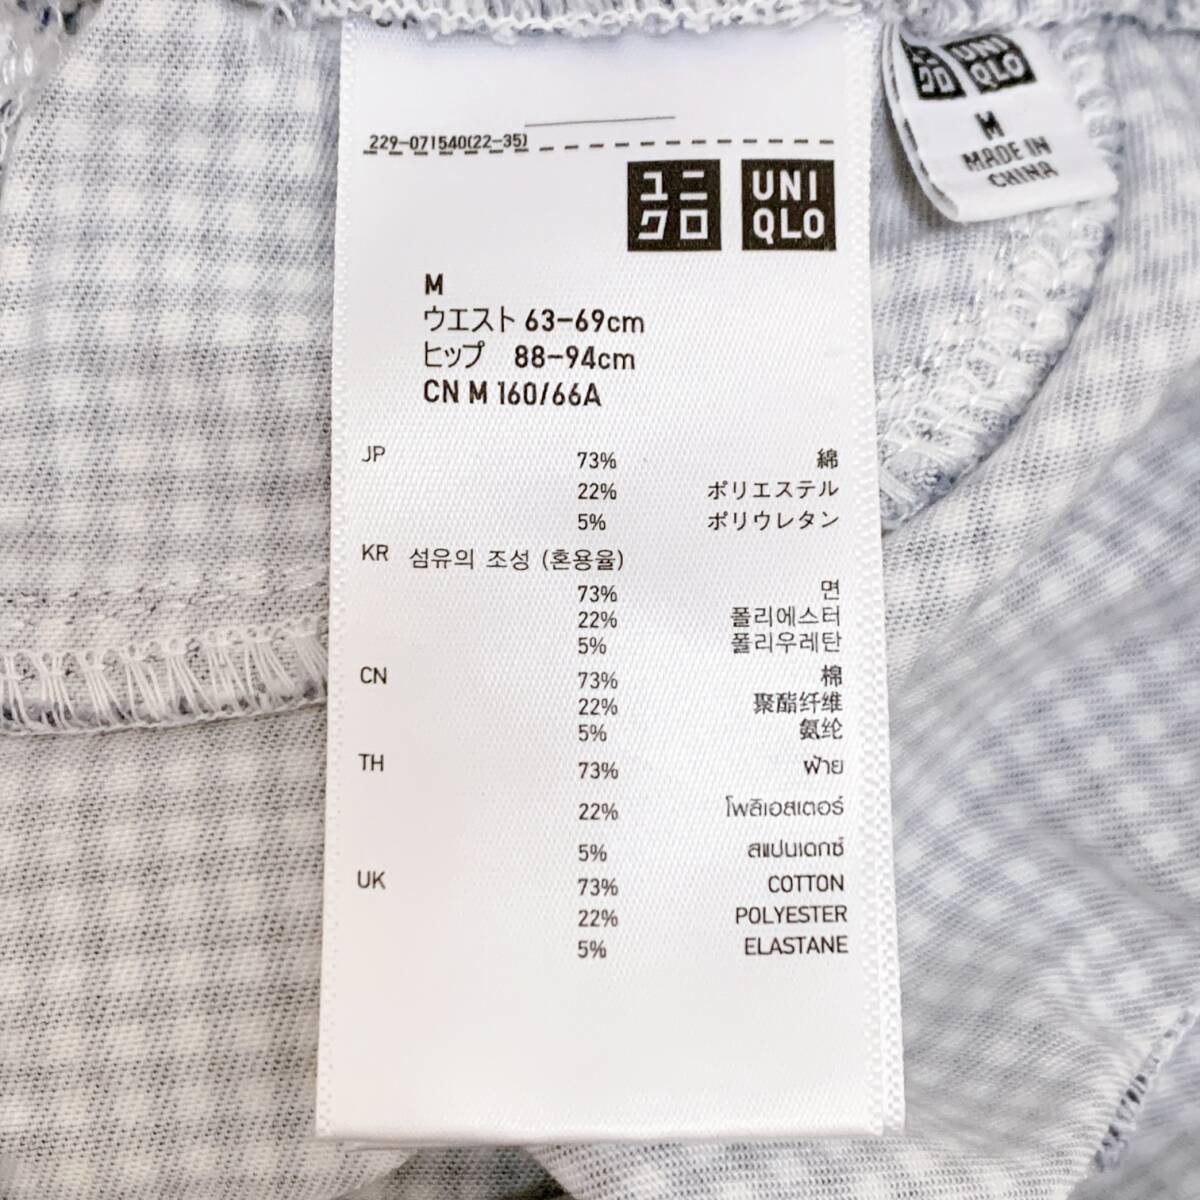 229-071540(22-35)
ユニ
クロ
UNI
QLO
M
ウエスト 63-69cm
ヒップ 88-94cm
CN M 160/66A
JP 73% 綿
22% ポリエステル
5% ポリウレタン
KR 섬유의 조성 (혼용율)
73% 면
22% 폴리에스터
5% 폴리우레탄
CN 73% 棉
22% 聚酯纤维
5% 氨纶
TH 73% ฝ้าย
22% โพลิเอสเตอร์
5% สแปนเดกซ์
UK 73% COTTON
22% POLYESTER
5% ELASTANE
ユニ
クロ
UNI
QLO
M
MADE IN
CHINA